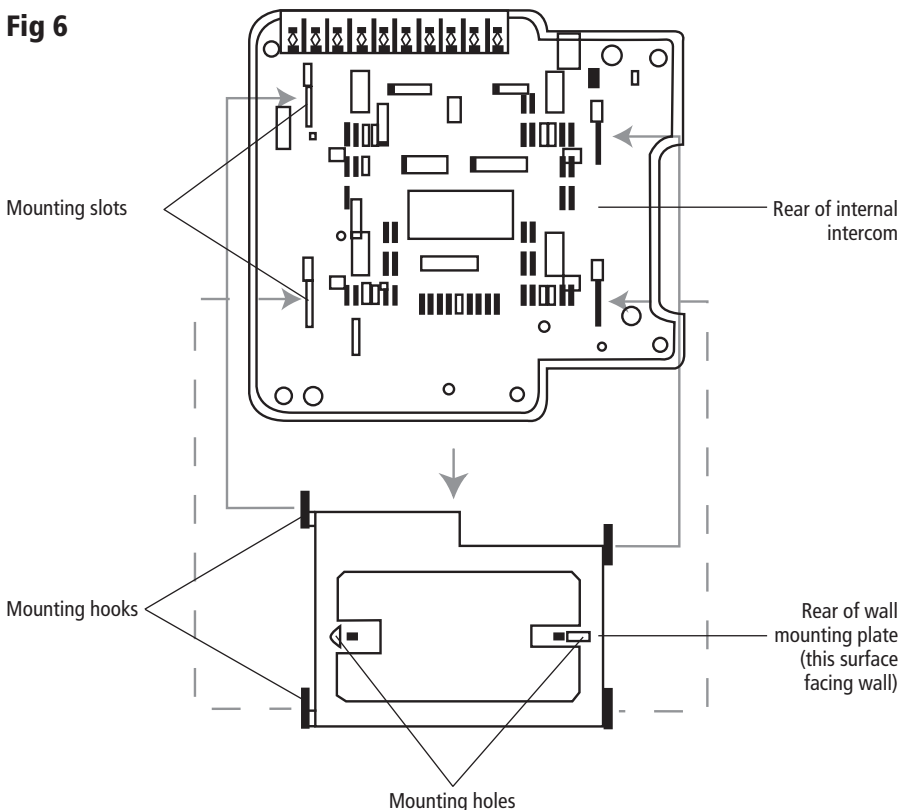 Fig 6
Mounting slots
Rear of internal
intercom
Mounting hooks
Rear of wall
mounting plate
(this surface
facing wall)
Mounting holes